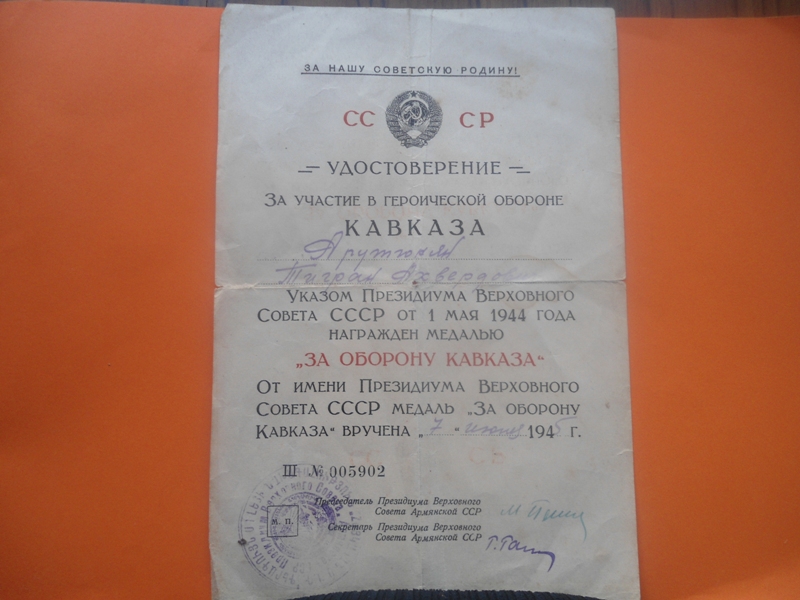 ЗА НАШУ СОВЕТСКУЮ РОДИНУ!
СС СР
УДОСТОВЕРЕНИЕ
ЗА УЧАСТИЕ В ГЕРОИЧЕСКОЙ ОБОРОНЕ
КАВКАЗА
Арутюнян
Тигран Ахвердович
УКАЗОМ ПРЕЗИДИУМА ВЕРХОВНОГО
СОВЕТА СССР ОТ 1 МАЯ 1944 ГОДА
НАГРАЖДЕН МЕДАЛЬЮ
„ЗА ОБОРОНУ КАВКАЗА“
ОТ ИМЕНИ ПРЕЗИДИУМА ВЕРХОВНОГО
СОВЕТА СССР МЕДАЛЬ „ЗА ОБОРОНУ
КАВКАЗА“ ВРУЧЕНА „7“ 1945 г.
III № 005902
Председатель Президиума Верховного
Совета Армянской ССР
м. п.
Секретарь Президиума Верховного
Совета Армянской ССР